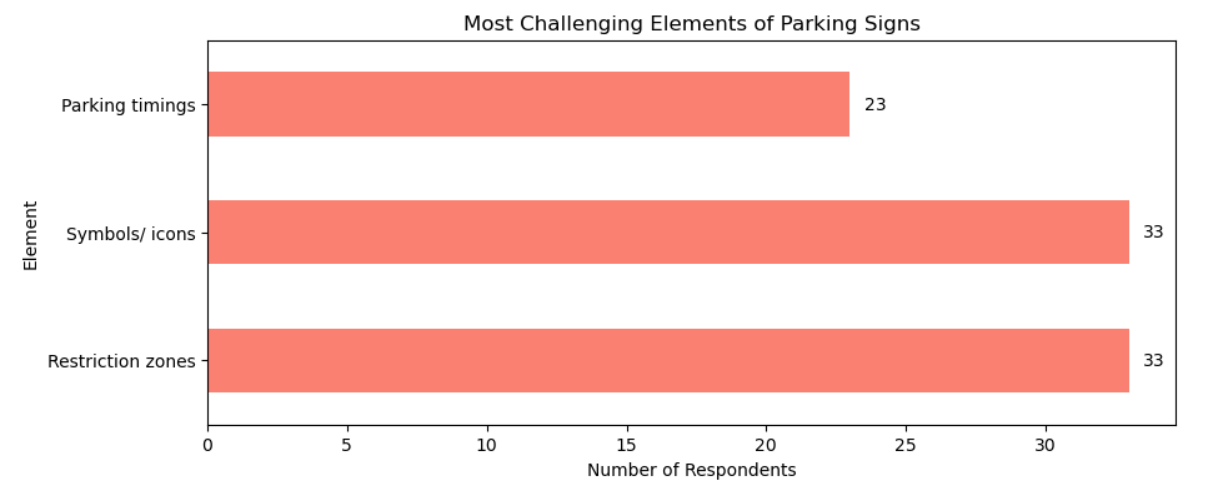 Most Challenging Elements of Parking Signs
Parking timings
23
Symbols/ icons
33
Restriction zones
33
Element
0 5 10 15 20 25 30
Number of Respondents